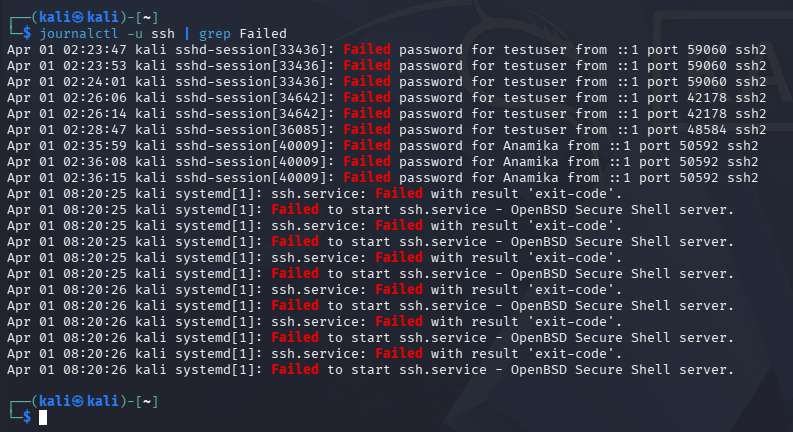 ┌──(kali㉿kali)-[~]
└─$ journalctl -u ssh | grep Failed
Apr 01 02:23:47 kali sshd-session[33436]: Failed password for testuser from ::1 port 59060 ssh2
Apr 01 02:23:53 kali sshd-session[33436]: Failed password for testuser from ::1 port 59060 ssh2
Apr 01 02:24:01 kali sshd-session[33436]: Failed password for testuser from ::1 port 59060 ssh2
Apr 01 02:26:06 kali sshd-session[34642]: Failed password for testuser from ::1 port 42178 ssh2
Apr 01 02:26:14 kali sshd-session[34642]: Failed password for testuser from ::1 port 42178 ssh2
Apr 01 02:28:47 kali sshd-session[36085]: Failed password for testuser from ::1 port 48584 ssh2
Apr 01 02:35:59 kali sshd-session[40009]: Failed password for Anamika from ::1 port 50592 ssh2
Apr 01 02:36:08 kali sshd-session[40009]: Failed password for Anamika from ::1 port 50592 ssh2
Apr 01 02:36:15 kali sshd-session[40009]: Failed password for Anamika from ::1 port 50592 ssh2
Apr 01 08:20:25 kali systemd[1]: ssh.service: Failed with result 'exit-code'.
Apr 01 08:20:25 kali systemd[1]: Failed to start ssh.service - OpenBSD Secure Shell server.
Apr 01 08:20:25 kali systemd[1]: ssh.service: Failed with result 'exit-code'.
Apr 01 08:20:25 kali systemd[1]: Failed to start ssh.service - OpenBSD Secure Shell server.
Apr 01 08:20:25 kali systemd[1]: ssh.service: Failed with result 'exit-code'.
Apr 01 08:20:25 kali systemd[1]: Failed to start ssh.service - OpenBSD Secure Shell server.
Apr 01 08:20:26 kali systemd[1]: ssh.service: Failed with result 'exit-code'.
Apr 01 08:20:26 kali systemd[1]: Failed to start ssh.service - OpenBSD Secure Shell server.
Apr 01 08:20:26 kali systemd[1]: ssh.service: Failed with result 'exit-code'.
Apr 01 08:20:26 kali systemd[1]: Failed to start ssh.service - OpenBSD Secure Shell server.
Apr 01 08:20:26 kali systemd[1]: ssh.service: Failed with result 'exit-code'.
Apr 01 08:20:26 kali systemd[1]: Failed to start ssh.service - OpenBSD Secure Shell server.
┌──(kali㉿kali)-[~]
└─$